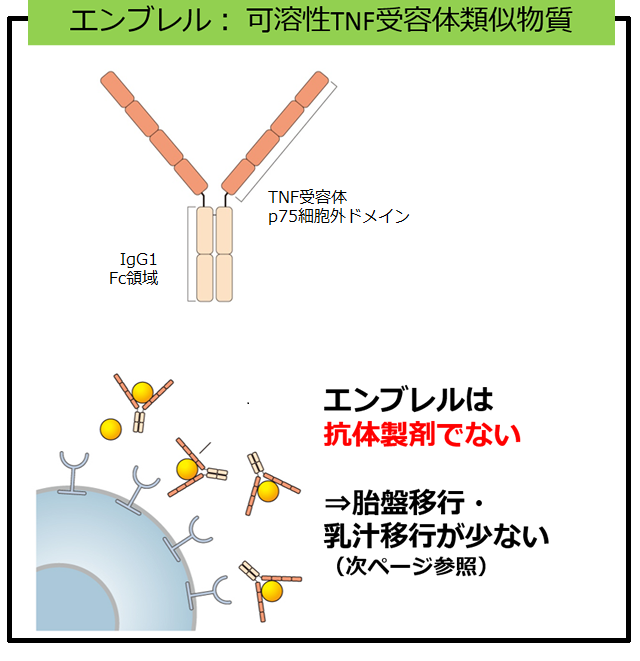 エンブレル： 可溶性TNF受容体類似物質
TNF受容体
p75細胞外ドメイン
IgG1
Fc領域
エンブレルは
抗体製剤でない
⇒胎盤移行・
乳汁移行が少ない
（次ページ参照）